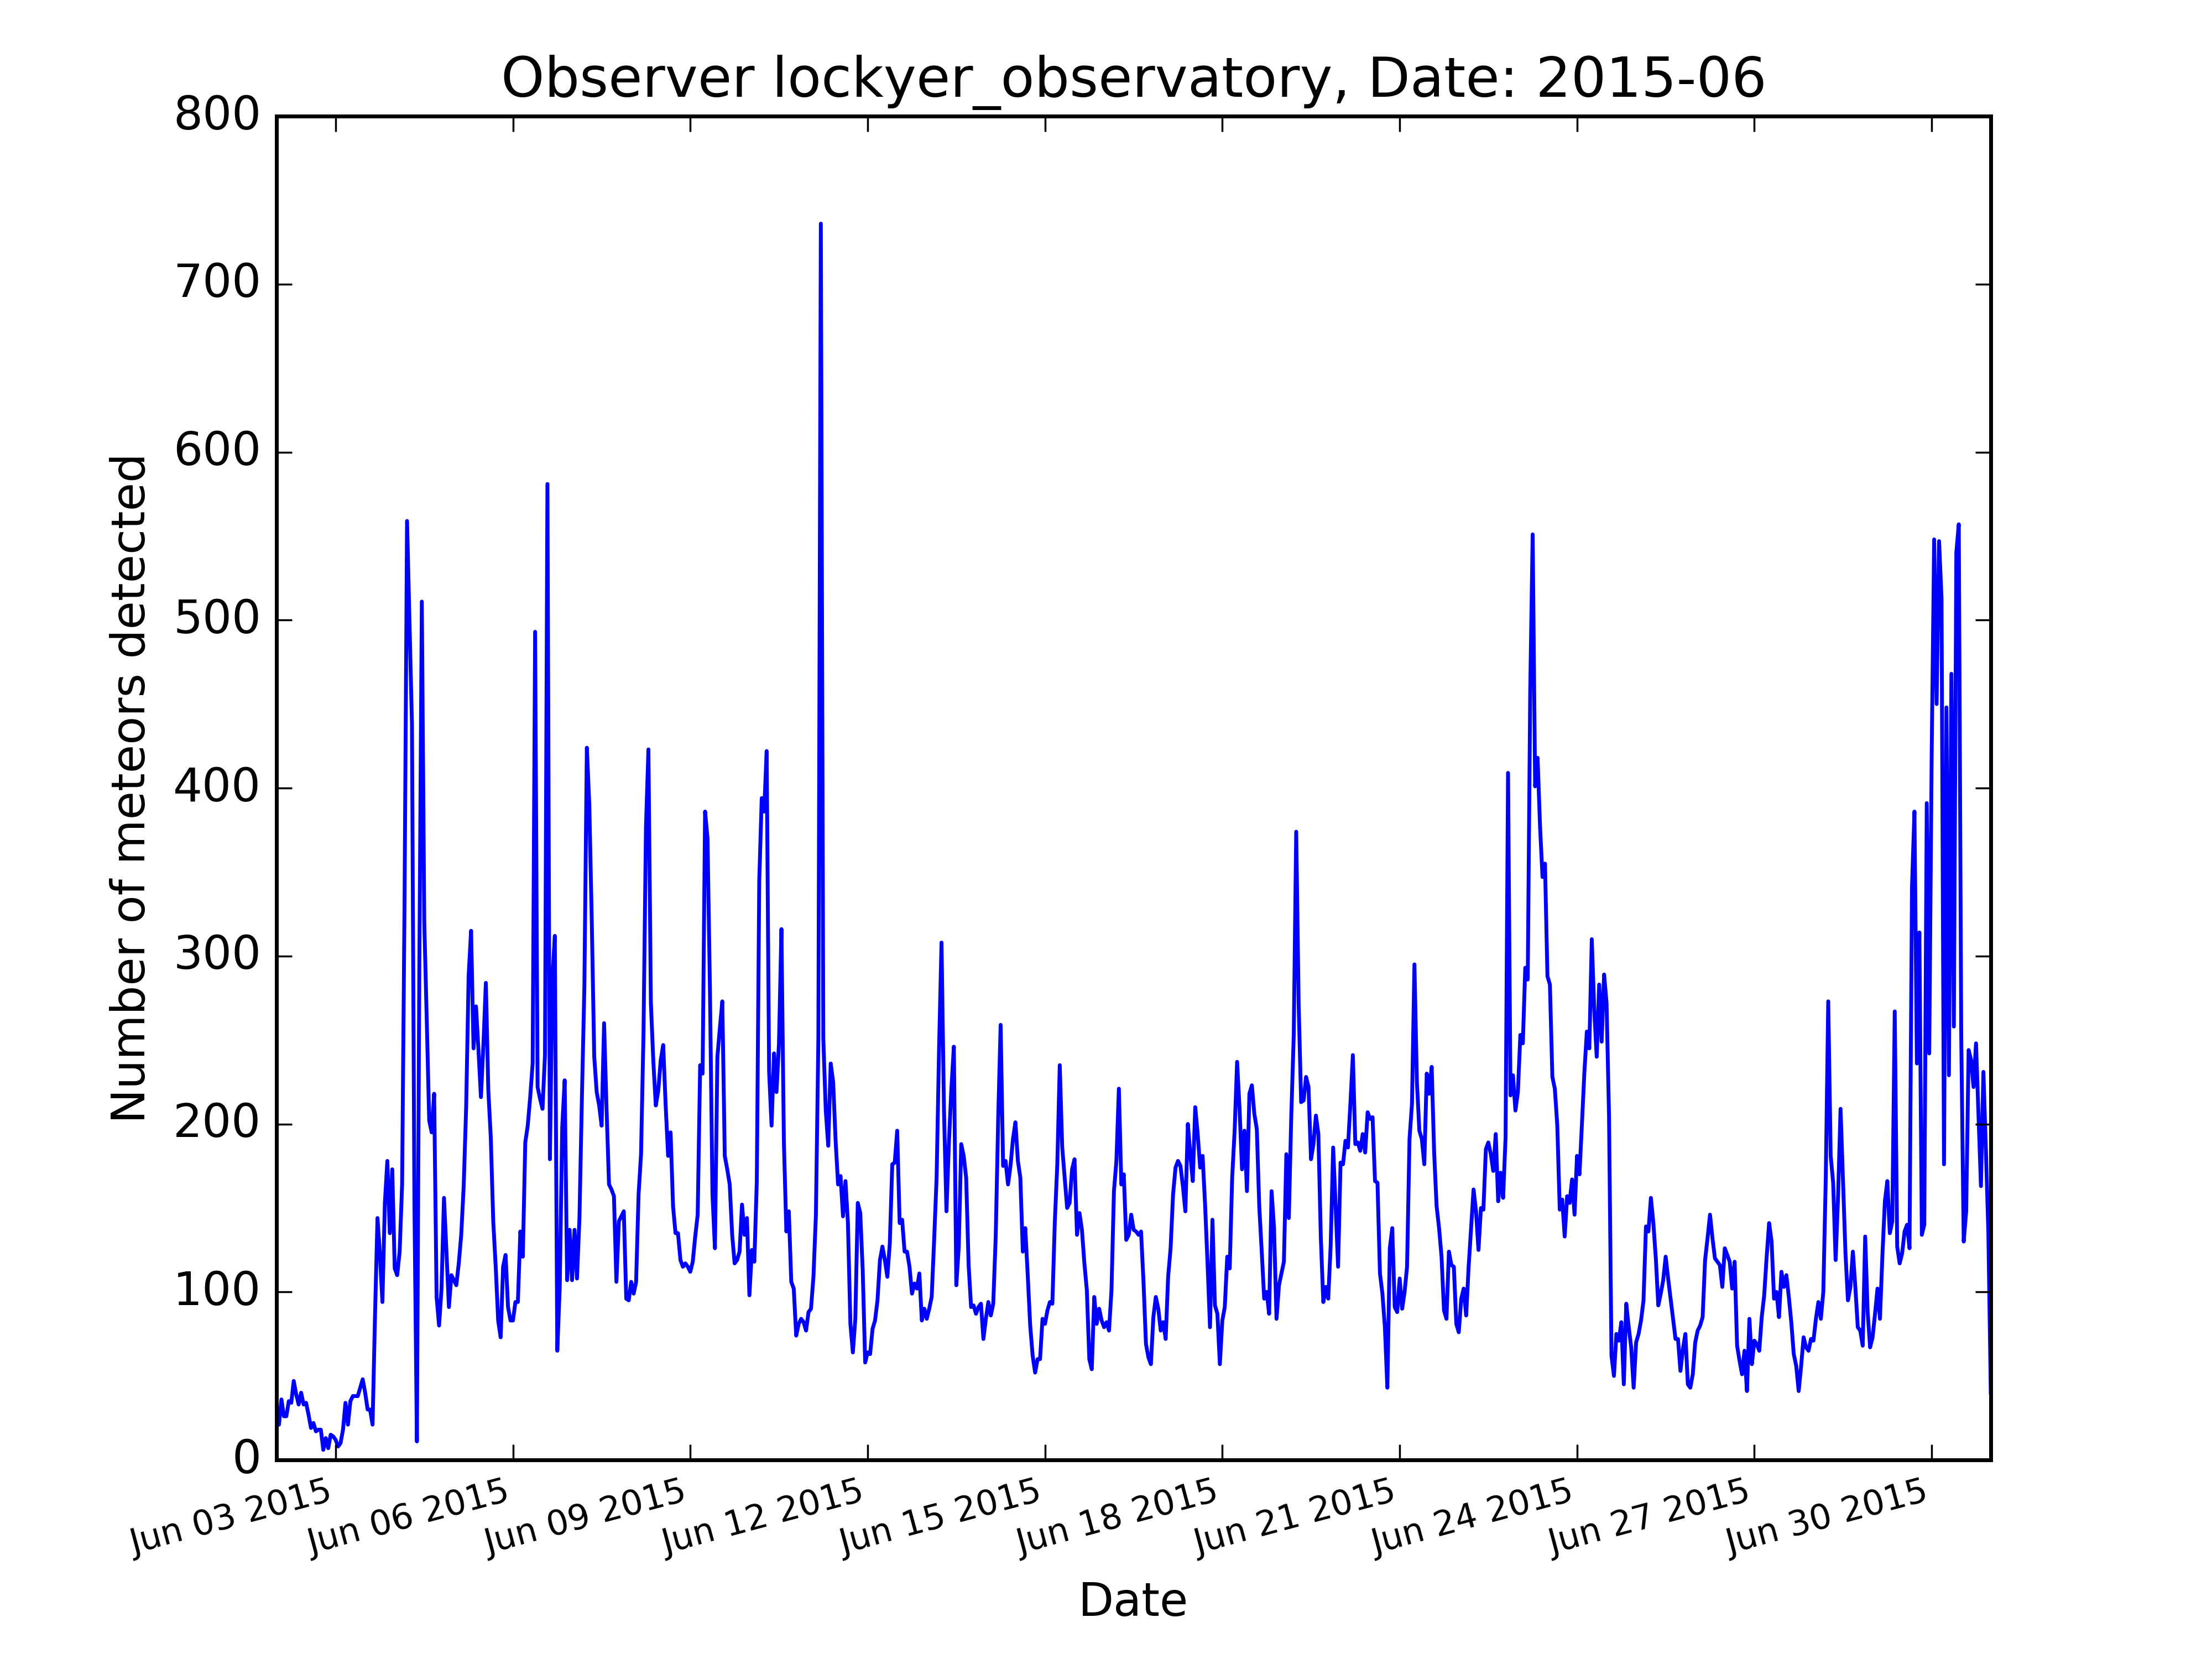 Observer lockyer_observatory, Date: 2015-06
800
700
600
500
400
300
200
100
0
Number of meteors detected
Jun 03 2015
Jun 06 2015
Jun 09 2015
Jun 12 2015
Jun 15 2015
Jun 18 2015
Jun 21 2015
Jun 24 2015
Jun 27 2015
Jun 30 2015
Date